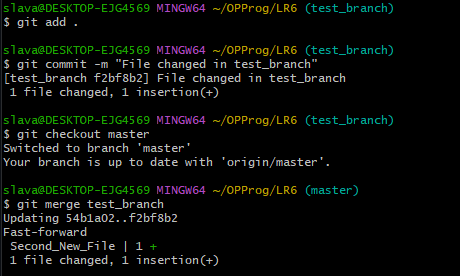 slava@DESKTOP-EJG4569 MINGW64 ~/OPProg/LR6 (test_branch)
$ git add .
slava@DESKTOP-EJG4569 MINGW64 ~/OPProg/LR6 (test_branch)
$ git commit -m "File changed in test_branch"
[test_branch f2bf8b2] File changed in test_branch
 1 file changed, 1 insertion(+)
slava@DESKTOP-EJG4569 MINGW64 ~/OPProg/LR6 (test_branch)
$ git checkout master
Switched to branch 'master'
Your branch is up to date with 'origin/master'.
slava@DESKTOP-EJG4569 MINGW64 ~/OPProg/LR6 (master)
$ git merge test_branch
Updating 54b1a02..f2bf8b2
Fast-forward
 Second_New_File | 1 +
 1 file changed, 1 insertion(+)